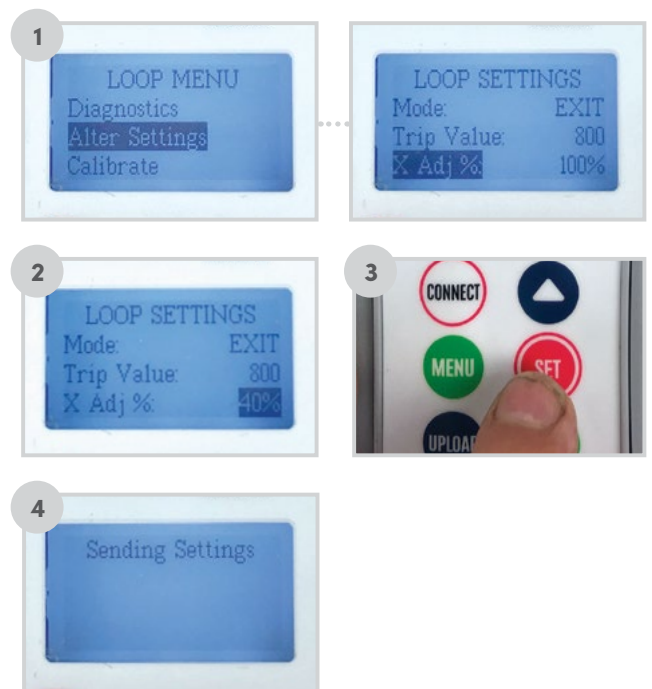 1
LOOP MENU
Diagnostics
Alter Settings
Calibrate
LOOP SETTINGS
Mode: EXIT
Trip Value: 800
X Adj %: 100%
2
LOOP SETTINGS
Mode: EXIT
Trip Value: 800
X Adj %: 40%
3
CONNECT
MENU
SET
UPLOA
4
Sending Settings